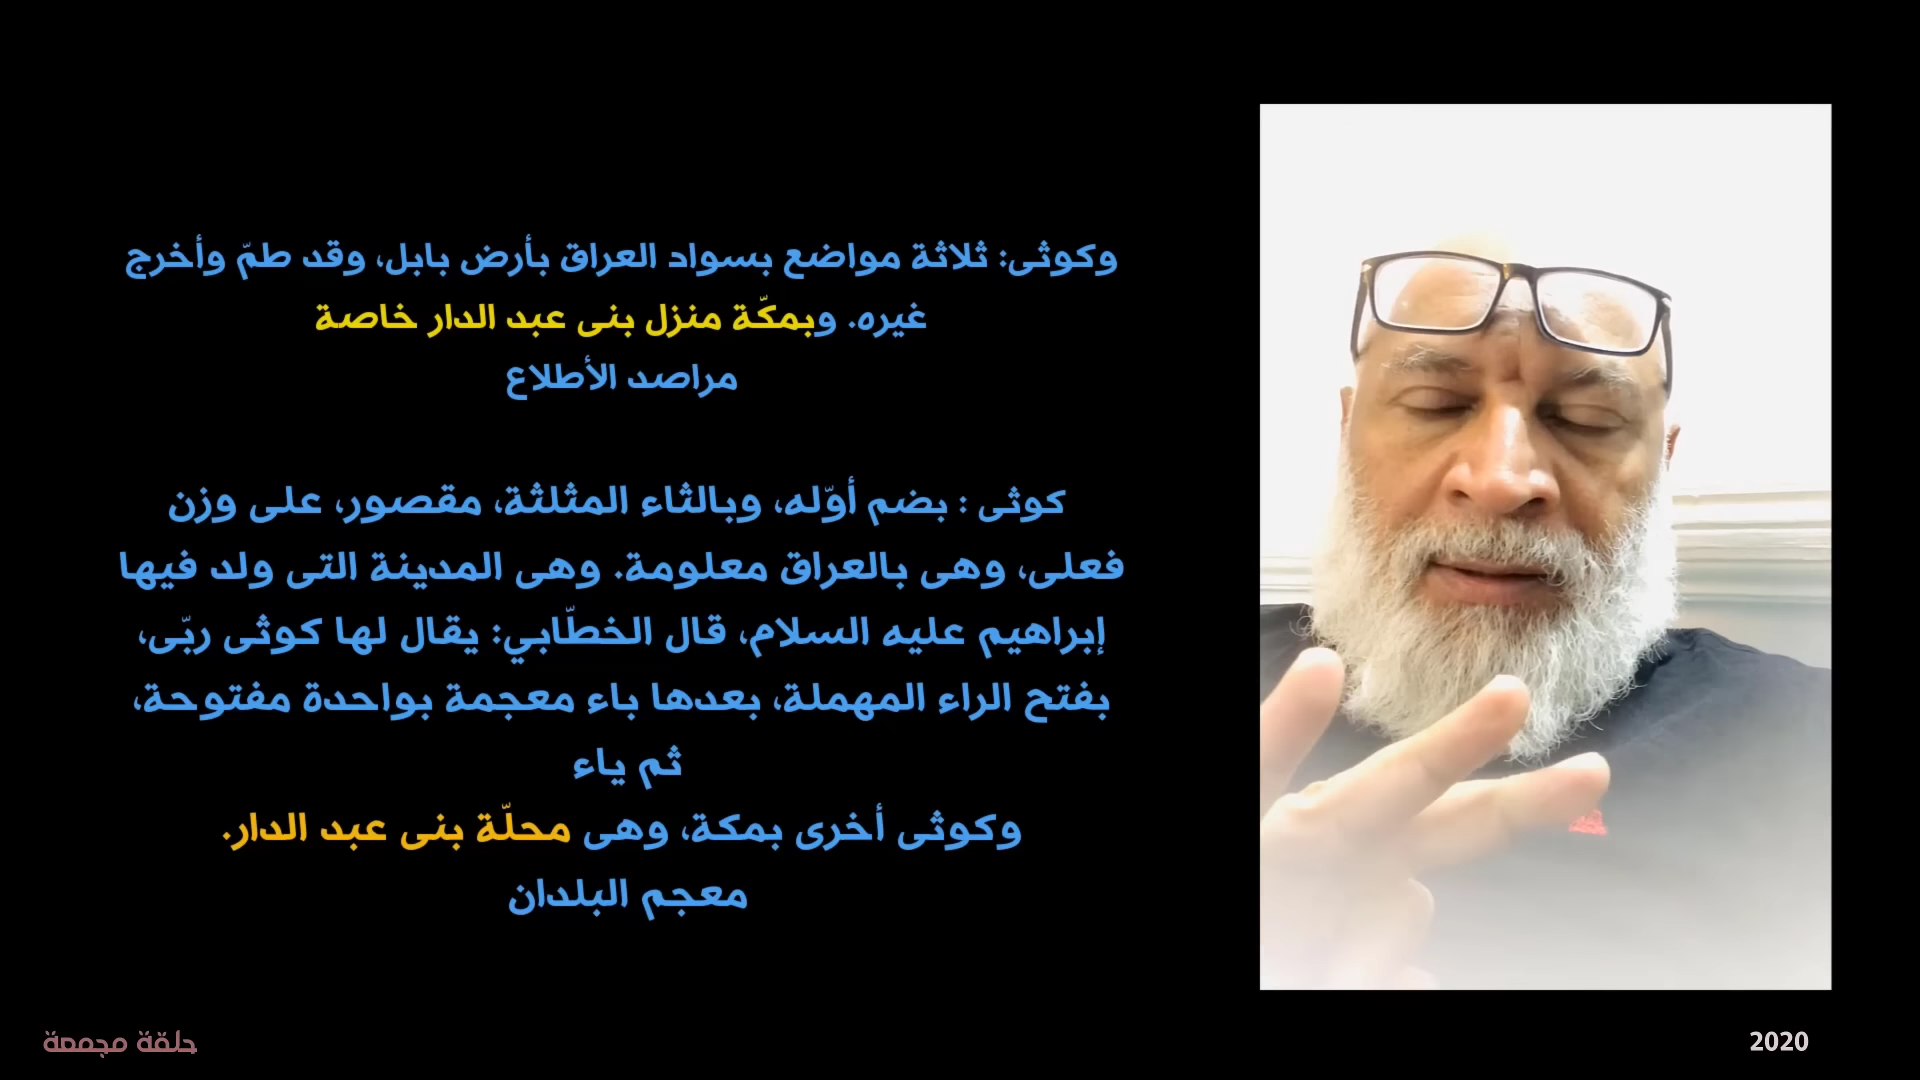 وكوثى: ثلاثة مواضع بسواد العراق بأرض بابل، وقد طمّ وأخرج
غيره. وبمكّة منزل بنى عبد الدار خاصة
مراصد الأطلاع
كوثى : بضم أوّله، وبالثاء المثلثة، مقصور، على وزن
فعلى، وهى بالعراق معلومة. وهى المدينة التى ولد فيها
إبراهيم عليه السلام، قال الخطّابي: يقال لها كوثى ربّى،
بفتح الراء المهملة، بعدها باء معجمة بواحدة مفتوحة،
ثم ياء
وكوثى أخرى بمكة، وهى محلّة بنى عبد الدار.
معجم البلدان
حلقة مجمعة
2020